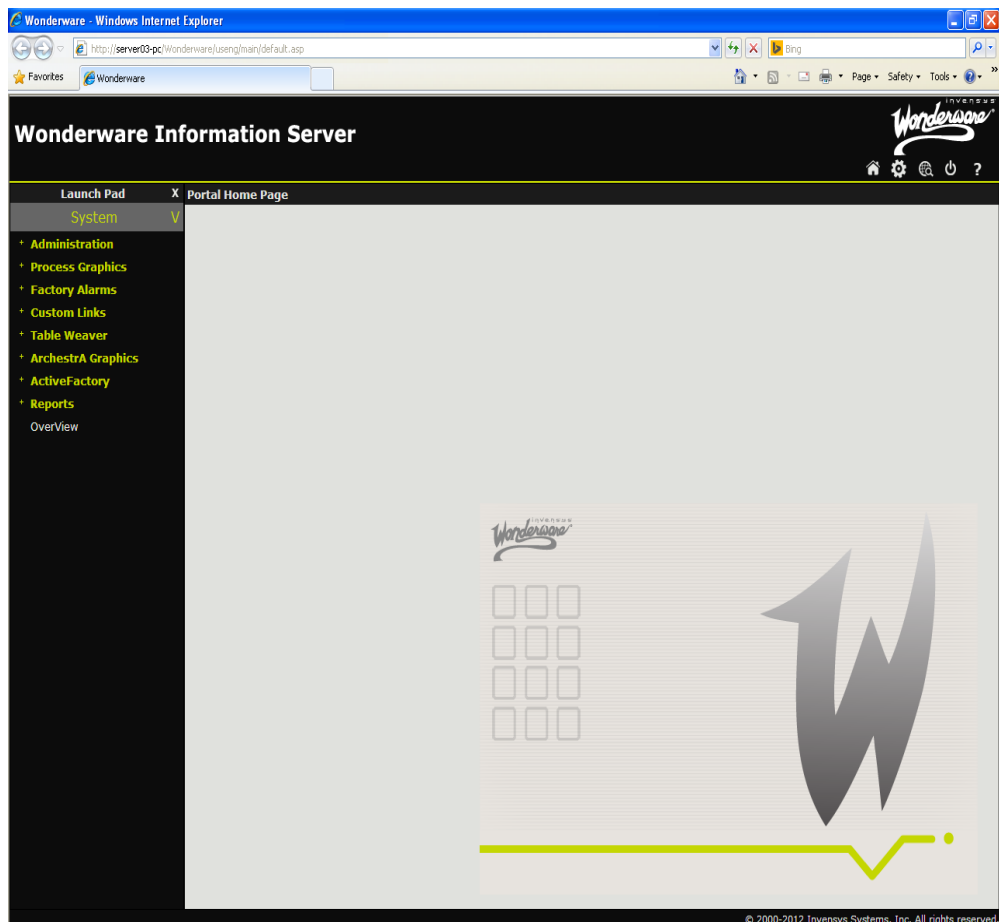 Wonderware - Windows Internet Explorer
http://server03-pc/Wonderware/useng/main/default.asp
Bing
Favorites
Wonderware
Page Safety Tools
»
Wonderware Information Server
invensys
Wonderware
?
Launch Pad X
Portal Home Page
System V
+ Administration
+ Process Graphics
+ Factory Alarms
+ Custom Links
+ Table Weaver
+ ArchestrA Graphics
+ ActiveFactory
+ Reports
OverView
invensys
Wonderware
© 2000-2012 Invensys Systems, Inc. All rights reserved.